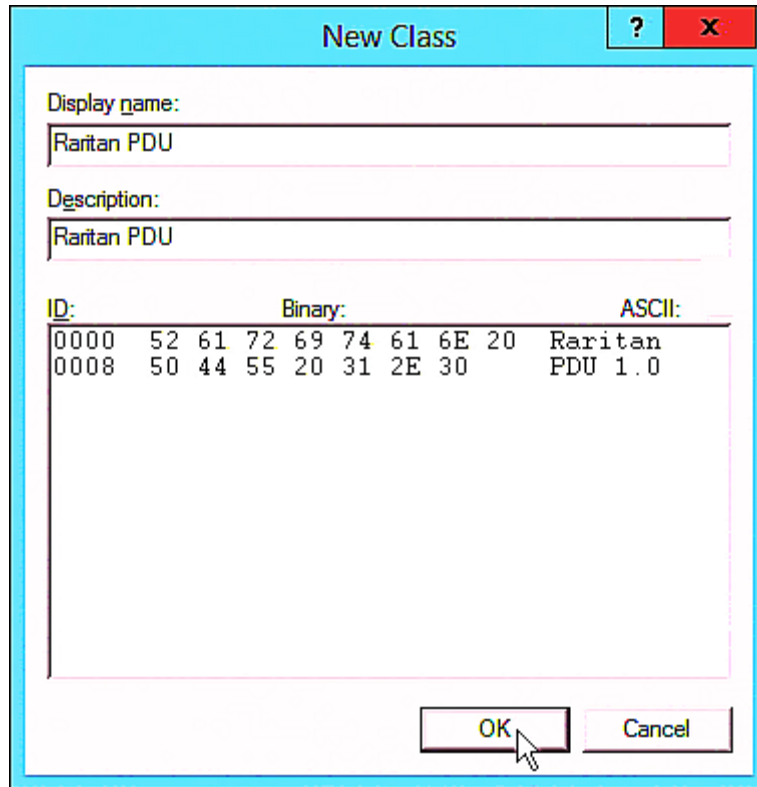 New Class
?
x
Display name:
Raritan PDU
Description:
Raritan PDU
ID: Binary: ASCII:
0000 52 61 72 69 74 61 6E 20 Raritan
0008 50 44 55 20 31 2E 30 PDU 1.0
OK
Cancel